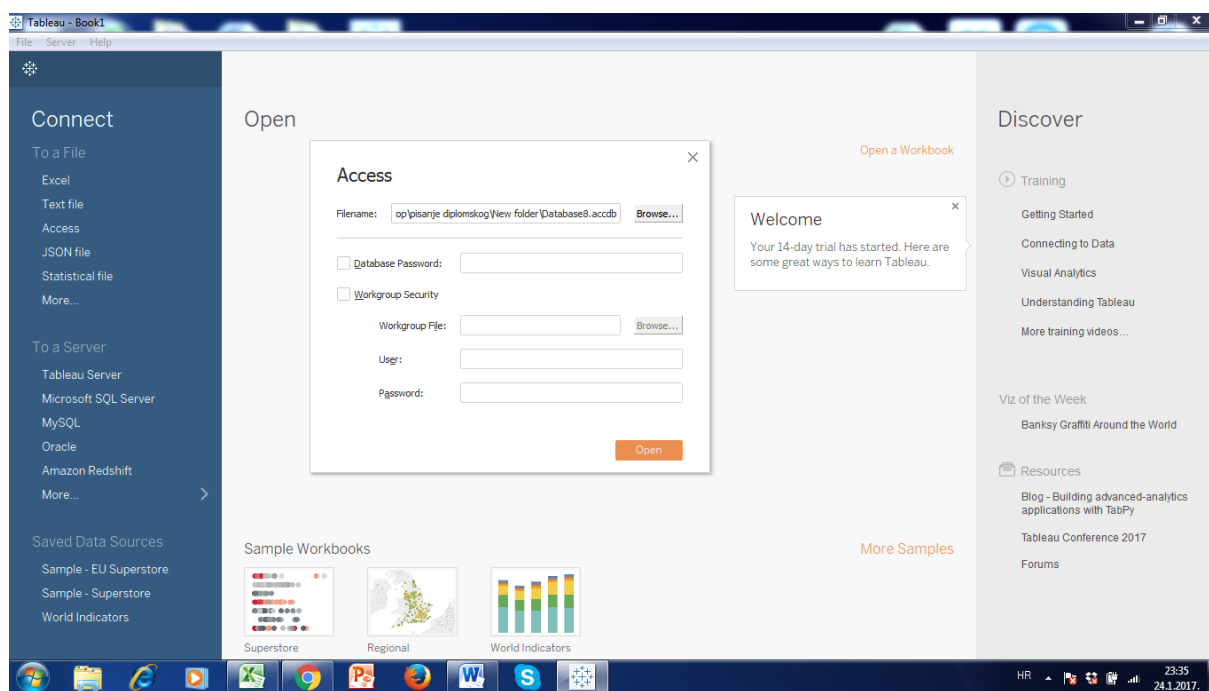 Tableau - Book1
File Server Help
Connect
To a File
Excel
Text file
Access
JSON file
Statistical file
More...
To a Server
Tableau Server
Microsoft SQL Server
MySQL
Oracle
Amazon Redshift
More...
Saved Data Sources
Sample - EU Superstore
Sample - Superstore
World Indicators
Open
Open a Workbook
Access
Filename: op\pisanje diplomskog\New folder\Database8.accdb Browse...
Database Password:
Workgroup Security
Workgroup File: Browse...
User:
Password:
Open
Welcome
Your 14-day trial has started. Here are
some great ways to learn Tableau.
Sample Workbooks
More Samples
Superstore
Regional
World Indicators
Discover
Training
Getting Started
Connecting to Data
Visual Analytics
Understanding Tableau
More training videos...
Viz of the Week
Banksy Graffiti Around the World
Resources
Blog - Building advanced-analytics
applications with TabPy
Tableau Conference 2017
Forums
HR
23:35
24.1.2017.